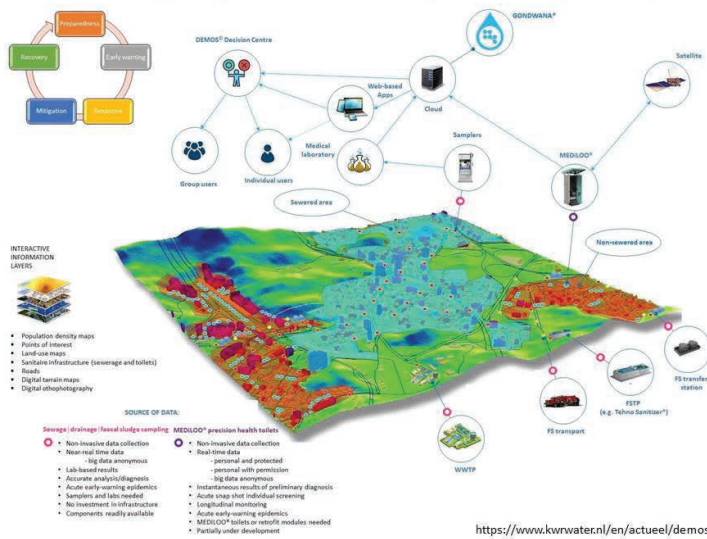 GONDWANA®
DEMOS© Decision Centre
Satellite
Preparedness
Recovery
Early warning
Mitigation
Response
Web-based
Apps
Cloud
Medical
laboratory
Samplers
MEDiLOO®
Group users
Individual users
Sewered area
Non-sewered area
INTERACTIVE
INFORMATION
LAYERS
• Population density maps
• Points of interest
• Land-use maps
• Sanitaire infrastructure (sewerage and toilets)
• Roads
• Digital tarrain maps
• Digital othophotography
FS transfer
station
FSTP
(e.g. Tehno Sanitizer®)
FS transport
WWTP
SOURCE OF DATA:
Sewage | drainage | faecal sludge sampling
• Non-invasive data collection
• Near-real time data
- big data anonymous
• Lab-based results
• Accurate analysis/diagnosis
• Acute early-warning epidemics
• Samplers and labs needed
• No investment in infrastructure
• Components readily available
MEDiLOO® precision health toilets
• Non-invasive data collection
• Real-time data
- personal and protected
- personal with permission
- big data anonymous
• Instantaneous results of preliminary diagnosis
• Acute snap shot individual screening
• Longitudinal monitoring
• Acute early-warning epidemics
• MEDiLOO® toilets or retrofit modules needed
• Partially under development
https://www.kwrwater.nl/en/actueel/demos